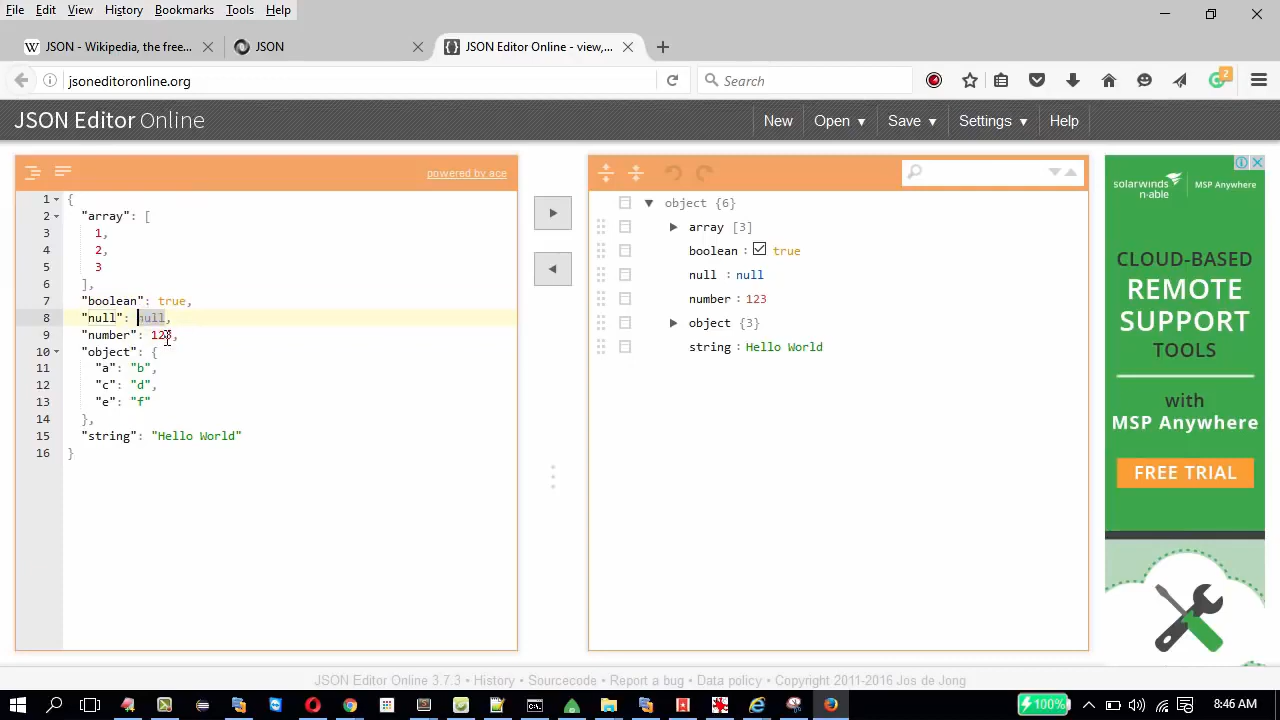 File Edit View History Bookmarks Tools Help
JSON - Wikipedia, the free...
JSON
JSON Editor Online - view,...
jsoneditoronline.org
Search
2
JSON Editor Online
New
Open
Save
Settings
Help
powered by ace
1 {
2 "array": [
3 1,
4 2,
5 3
6 ],
7 "boolean": true,
8 "null": null,
9 "number": 123,
10 "object": {
11 "a": "b",
12 "c": "d",
13 "e": "f"
14 },
15 "string": "Hello World"
16 }
object {6}
array [3]
boolean : true
null : null
number : 123
object {3}
string : Hello World
solarwinds
n-able
MSP Anywhere
CLOUD-BASED
REMOTE
SUPPORT
TOOLS
with
MSP Anywhere
FREE TRIAL
JSON Editor Online 3.7.3 • History • Sourcecode • Report a bug • Data policy • Copyright 2011-2016 Jos de Jong
100%
8:46 AM